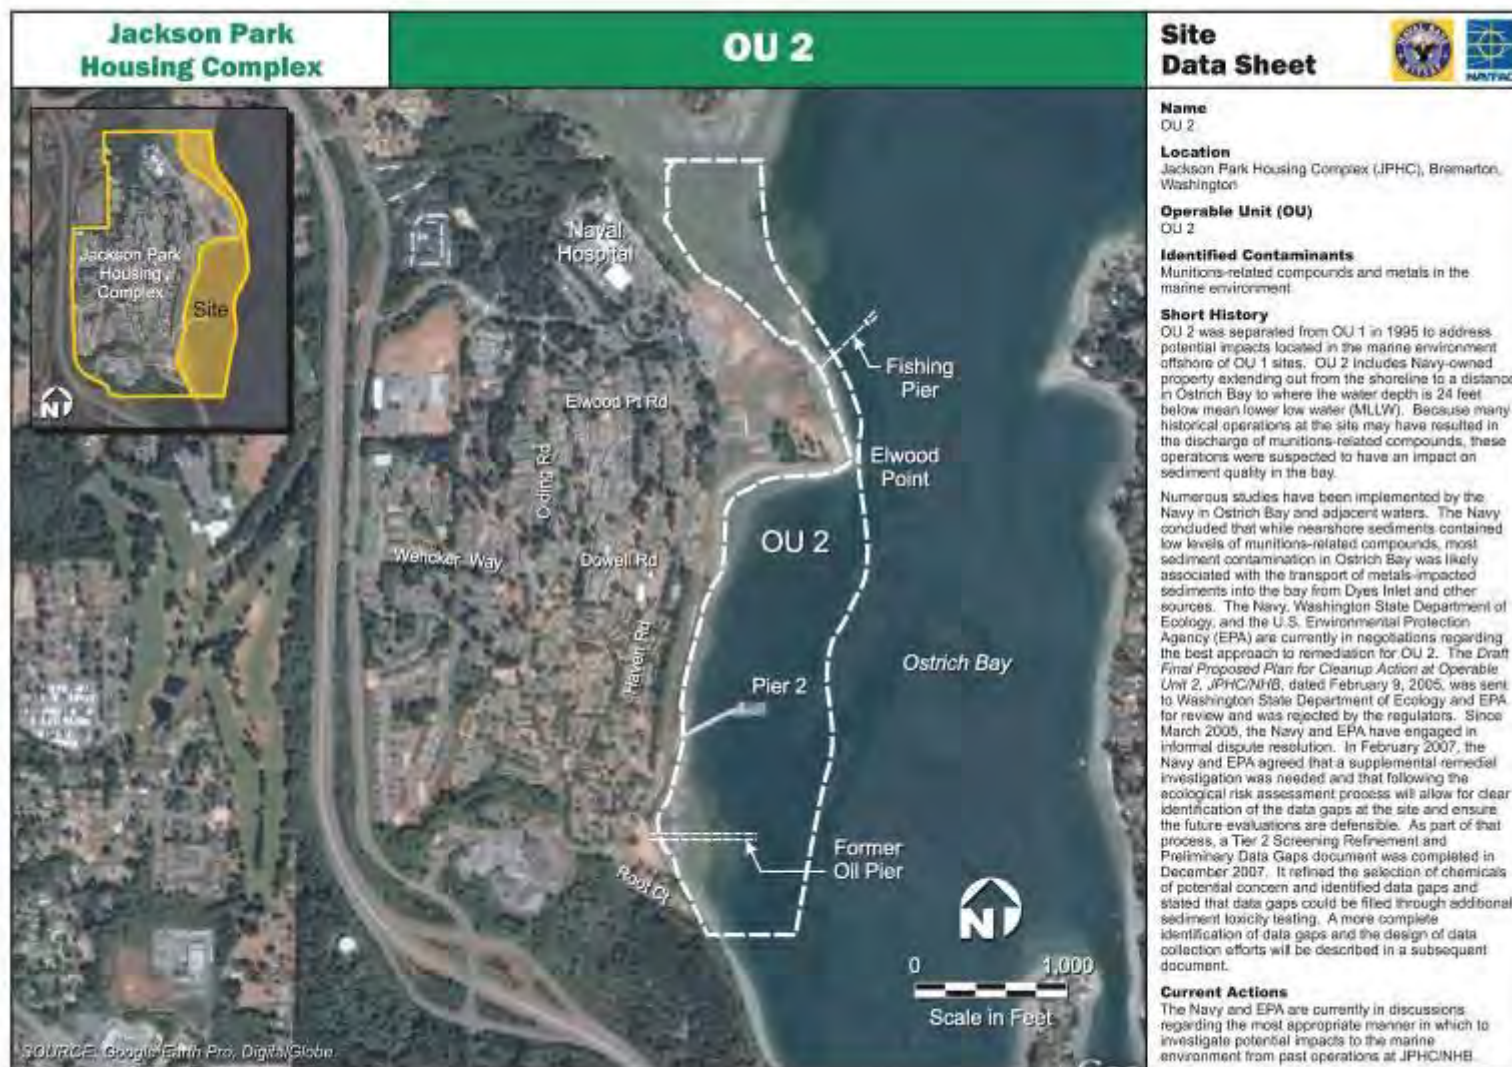 Jackson Park
Housing Complex
OU 2
Site
Data Sheet
NAVFAC
Jackson Park
Housing
Complex
Site
N
Naval
Hospital
Fishing
Pier
Elwood Pt Rd
Elwood
Point
Olding Rd
OU 2
Wencker Way
Dowell Rd
Haven Rd
Ostrich Bay
Pier 2
Former
Oil Pier
Root Ct
N
0 1,000
Scale in Feet
SOURCE: Google Earth Pro, DigitalGlobe
Name
OU 2
Location
Jackson Park Housing Complex (JPHC), Bremerton,
Washington
Operable Unit (OU)
OU 2
Identified Contaminants
Munitions-related compounds and metals in the
marine environment
Short History
OU 2 was separated from OU 1 in 1995 to address
potential impacts located in the marine environment
offshore of OU 1 sites. OU 2 includes Navy-owned
property extending out from the shoreline to a distance
in Ostrich Bay to where the water depth is 24 feet
below mean lower low water (MLLW). Because many
historical operations at the site may have resulted in
the discharge of munitions-related compounds, these
operations were suspected to have an impact on
sediment quality in the bay.
Numerous studies have been implemented by the
Navy in Ostrich Bay and adjacent waters. The Navy
concluded that while nearshore sediments contained
low levels of munitions-related compounds, most
sediment contamination in Ostrich Bay was likely
associated with the transport of metals-impacted
sediments into the bay from Dyes Inlet and other
sources. The Navy, Washington State Department of
Ecology, and the U.S. Environmental Protection
Agency (EPA) are currently in negotiations regarding
the best approach to remediation for OU 2. The Draft
Final Proposed Plan for Cleanup Action at Operable
Unit 2, JPHC/NHB, dated February 9, 2005, was sent
to Washington State Department of Ecology and EPA
for review and was rejected by the regulators. Since
March 2005, the Navy and EPA have engaged in
informal dispute resolution. In February 2007, the
Navy and EPA agreed that a supplemental remedial
investigation was needed and that following the
ecological risk assessment process will allow for clear
identification of the data gaps at the site and ensure
the future evaluations are defensible. As part of that
process, a Tier 2 Screening Refinement and
Preliminary Data Gaps document was completed in
December 2007. It refined the selection of chemicals
of potential concern and identified data gaps and
stated that data gaps could be filled through additional
sediment toxicity testing. A more complete
identification of data gaps and the design of data
collection efforts will be described in a subsequent
document.
Current Actions
The Navy and EPA are currently in discussions
regarding the most appropriate manner in which to
investigate potential impacts to the marine
environment from past operations at JPHC/NHB.